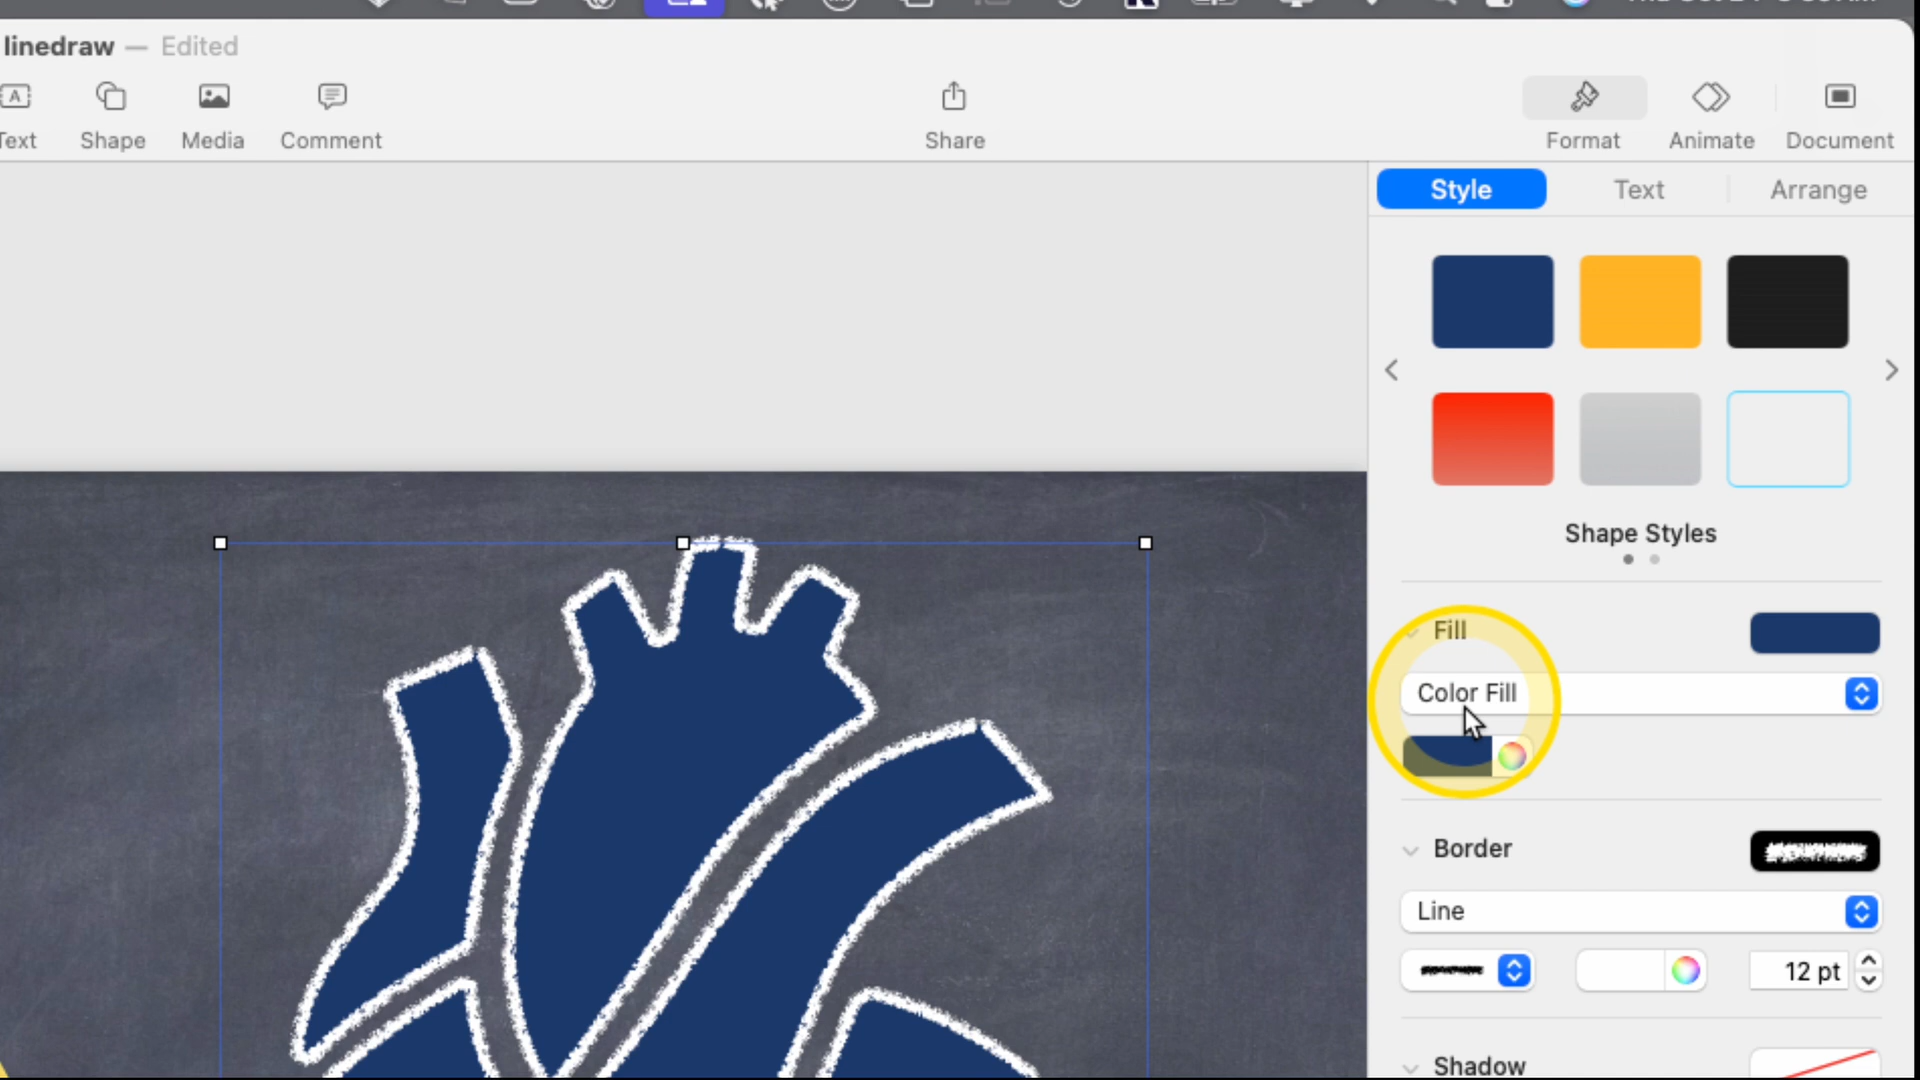 linedraw — Edited
Text Shape Media Comment Share Format Animate Document
Style Text Arrange
Shape Styles
Fill
Color Fill
Border
Line
12 pt
Shadow